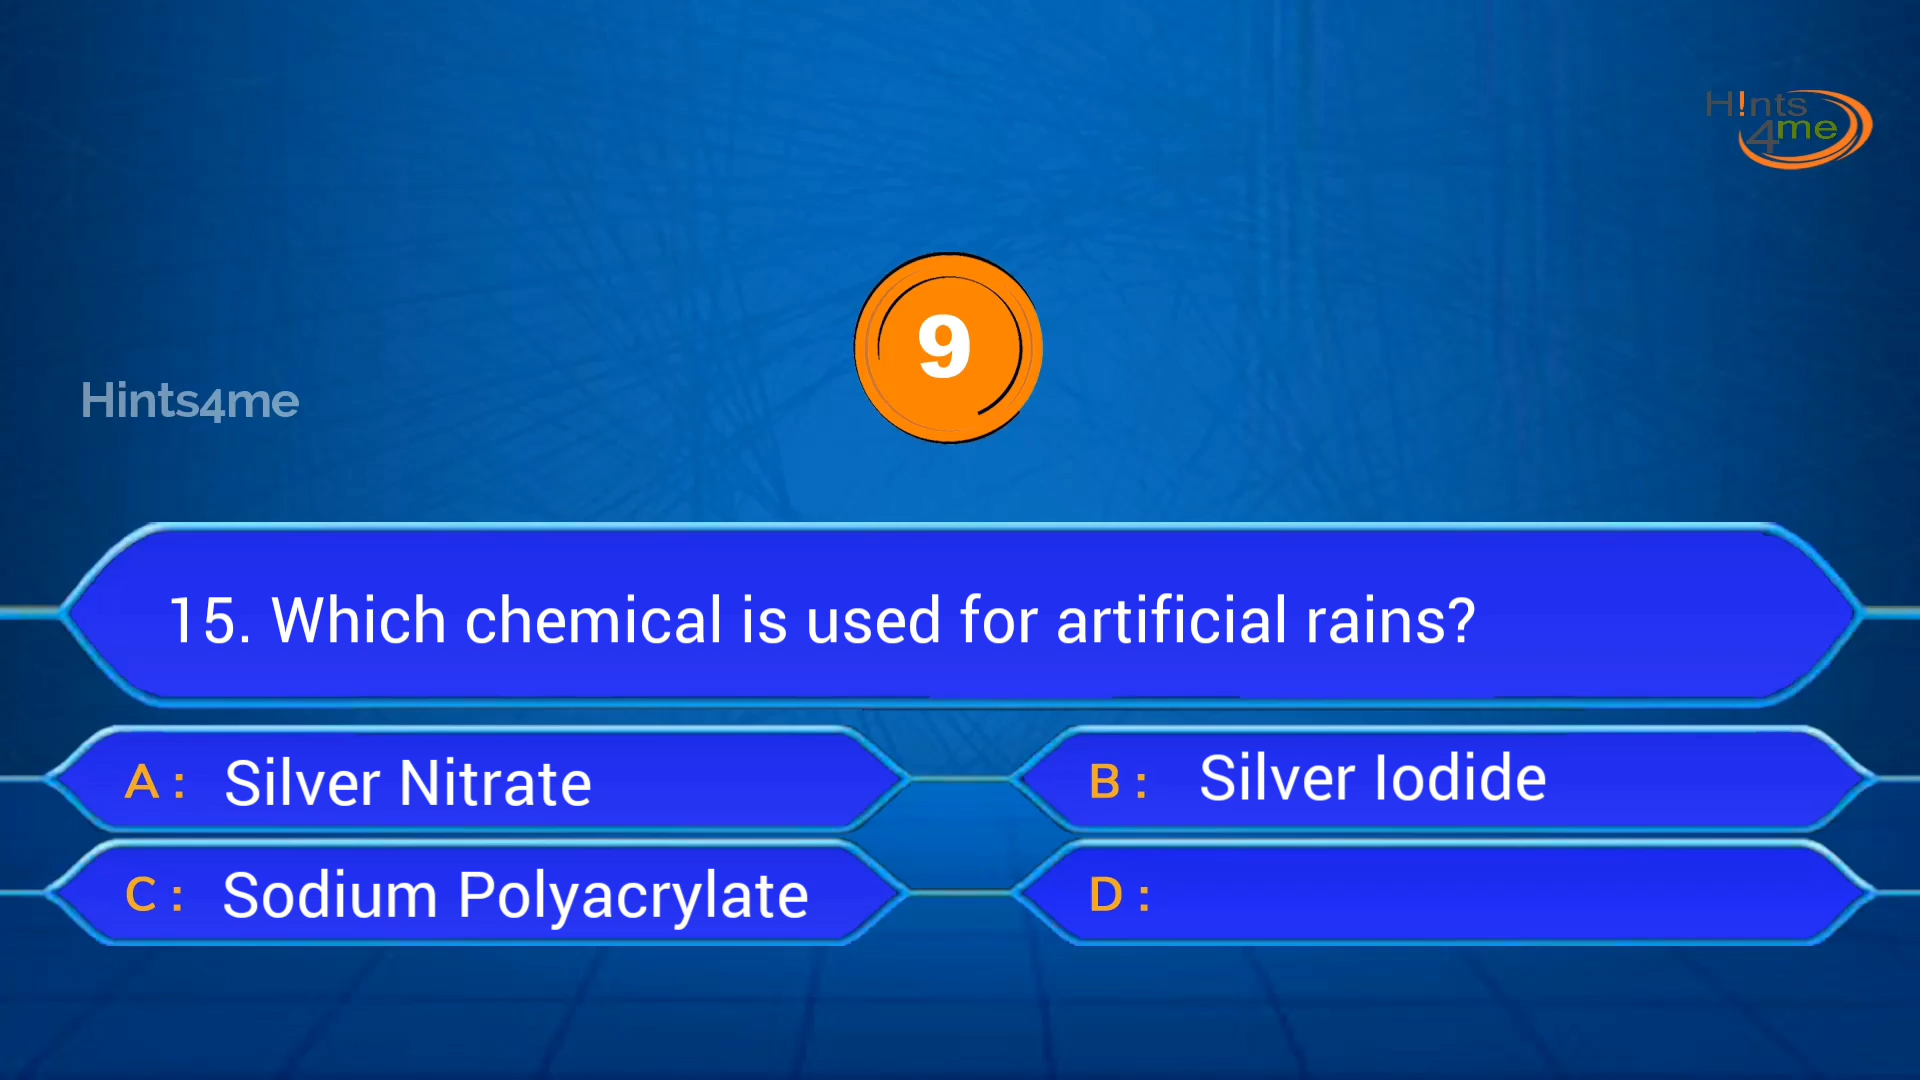 H!nts
4me
9
Hints4me
15. Which chemical is used for artificial rains?
A : Silver Nitrate
B : Silver Iodide
C : Sodium Polyacrylate
D :